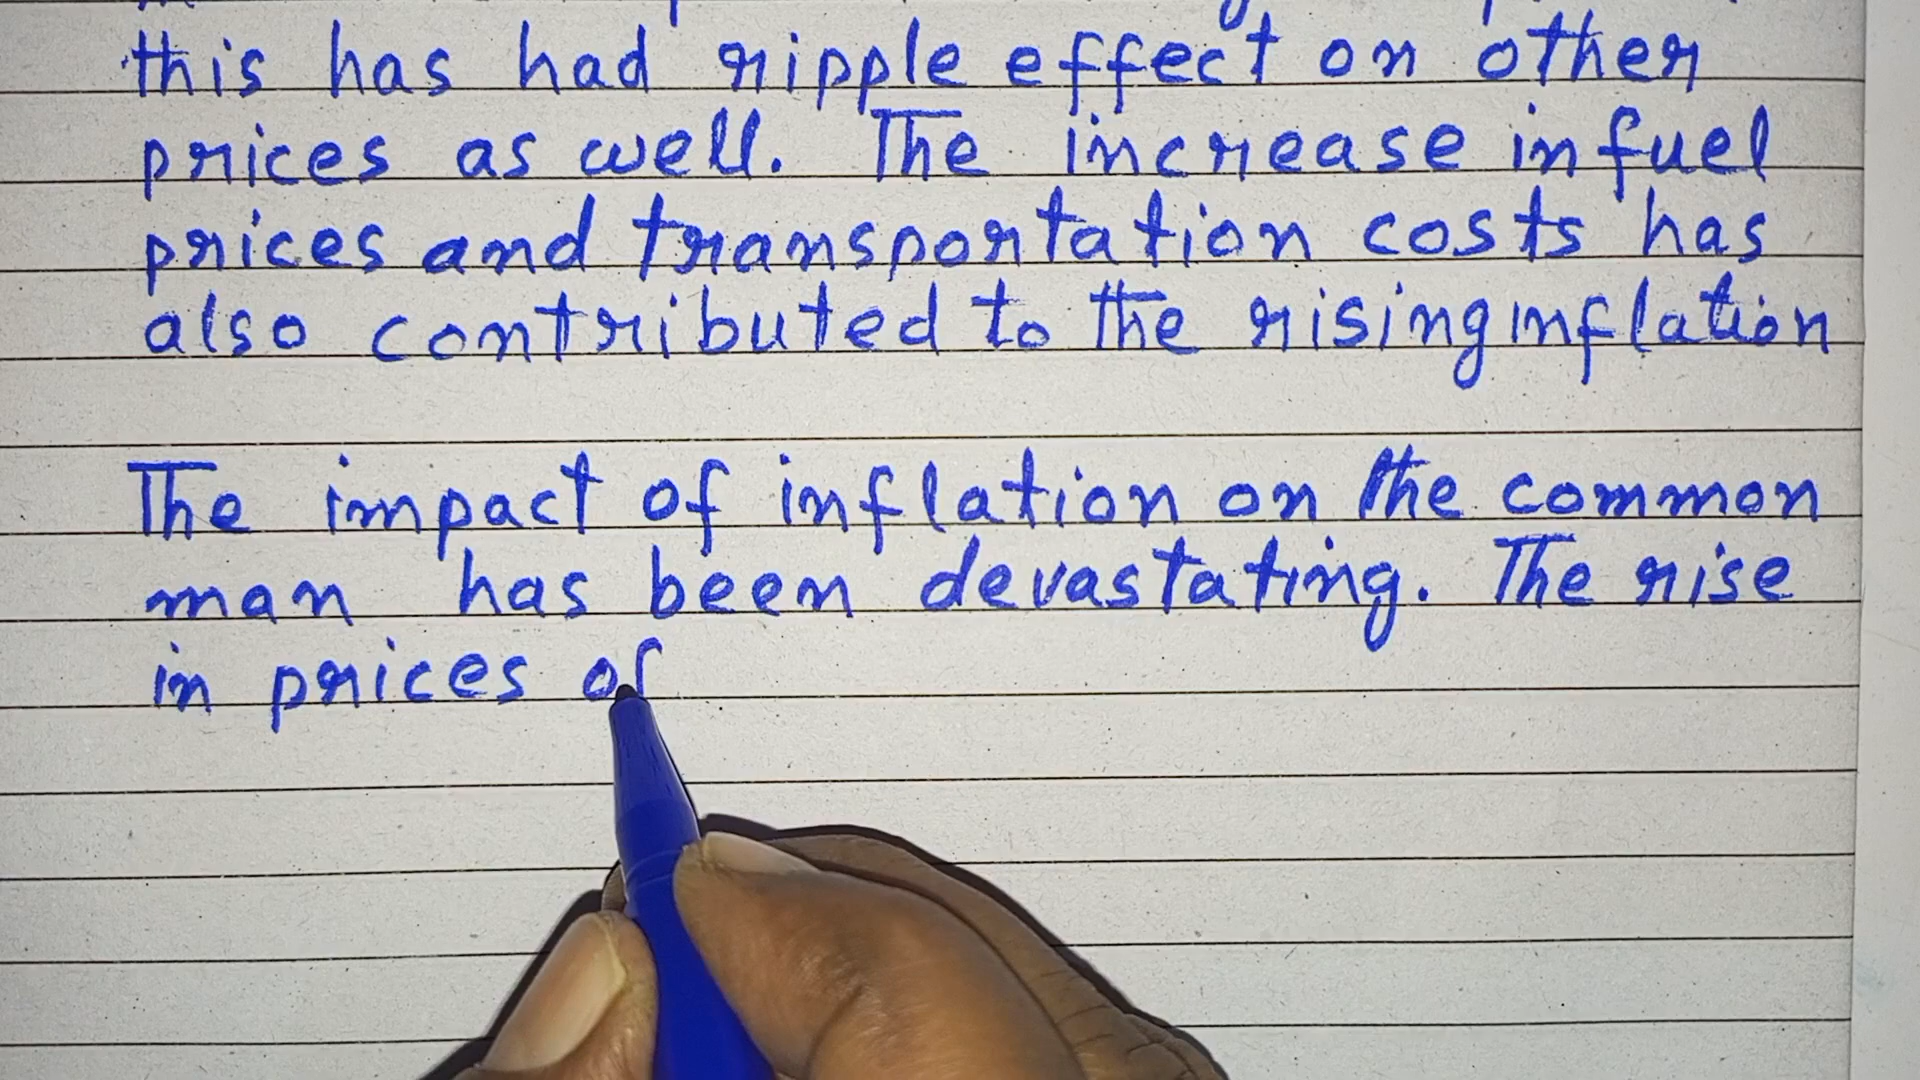 this has had ripple effect on other
prices as well. The increase in fuel
prices and transportation costs has
also contributed to the rising inflation
The impact of inflation on the common
man has been devastating. The rise
in prices of